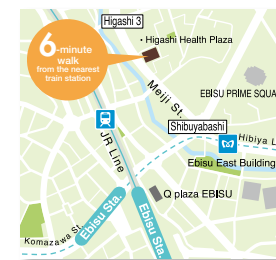 Higashi 3
6-minute
walk
from the nearest
train station
• Higashi Health Plaza
Meiji St.
EBISU PRIME SQUA
Shibuyabashi
Hibiya L
JR Line
Ebisu East Building
Q plaza EBISU
Ebisu Sta.
Ebisu Sta.
Komazawa St.